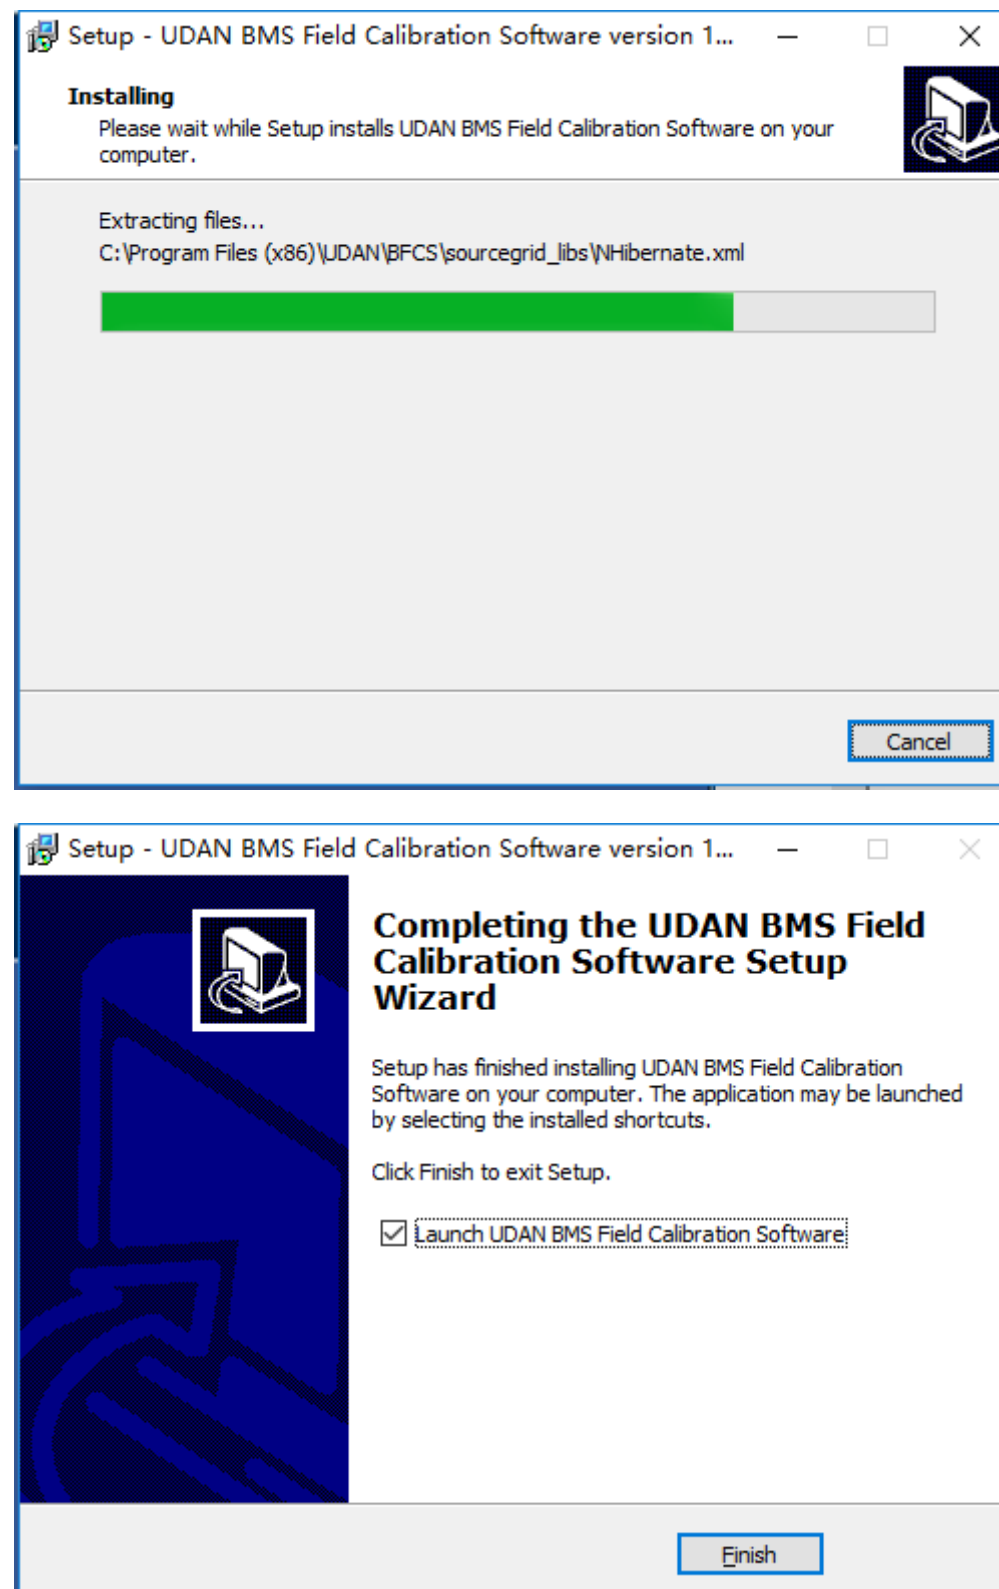 Setup - UDAN BMS Field Calibration Software version 1...
Installing
Please wait while Setup installs UDAN BMS Field Calibration Software on your
computer.
Extracting files...
C:\Program Files (x86)\UDAN\BFCS\sourcegrid_libs\NHibernate.xml
Cancel
Setup - UDAN BMS Field Calibration Software version 1...
Completing the UDAN BMS Field
Calibration Software Setup
Wizard
Setup has finished installing UDAN BMS Field Calibration
Software on your computer. The application may be launched
by selecting the installed shortcuts.
Click Finish to exit Setup.
Launch UDAN BMS Field Calibration Software
Finish